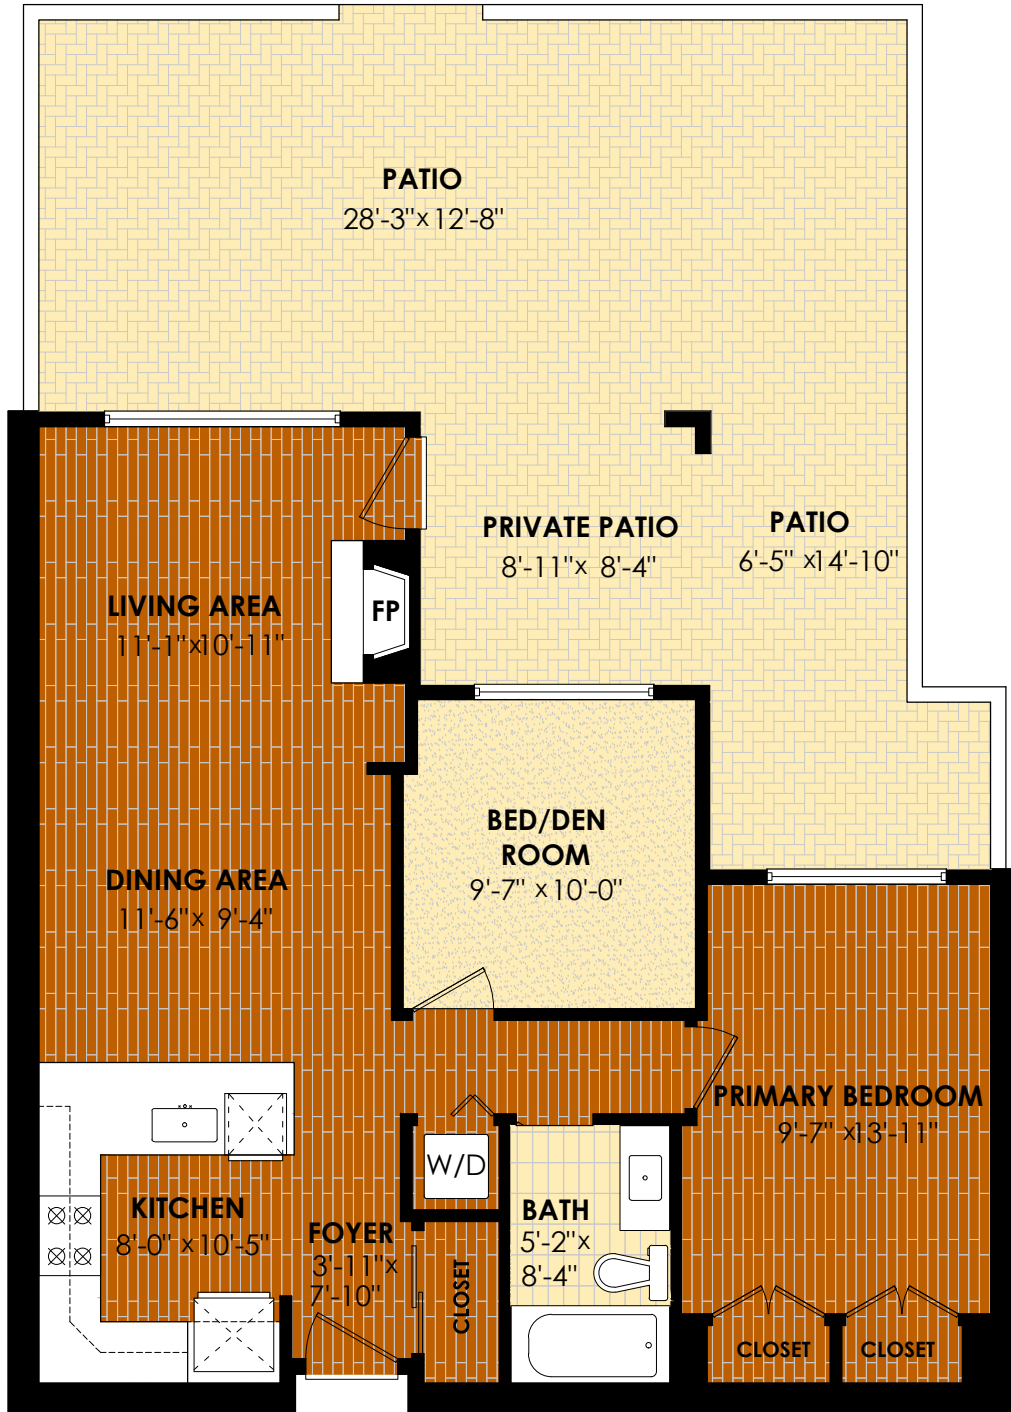 PATIO
28'-3"x12'-8"
PRIVATE PATIO
8'-11"x 8'-4"
PATIO
6'-5" x14'-10"
LIVING AREA
11'-1"x10'-11"
FP
BED/DEN
ROOM
9'-7" x10'-0"
DINING AREA
11'-6"x 9'-4"
PRIMARY BEDROOM
9'-7" x13'-11"
W/D
KITCHEN
8'-0" x10'-5"
FOYER
3'-11"x
7'-10"
CLOSET
BATH
5'-2"x
8'-4"
CLOSET
CLOSET